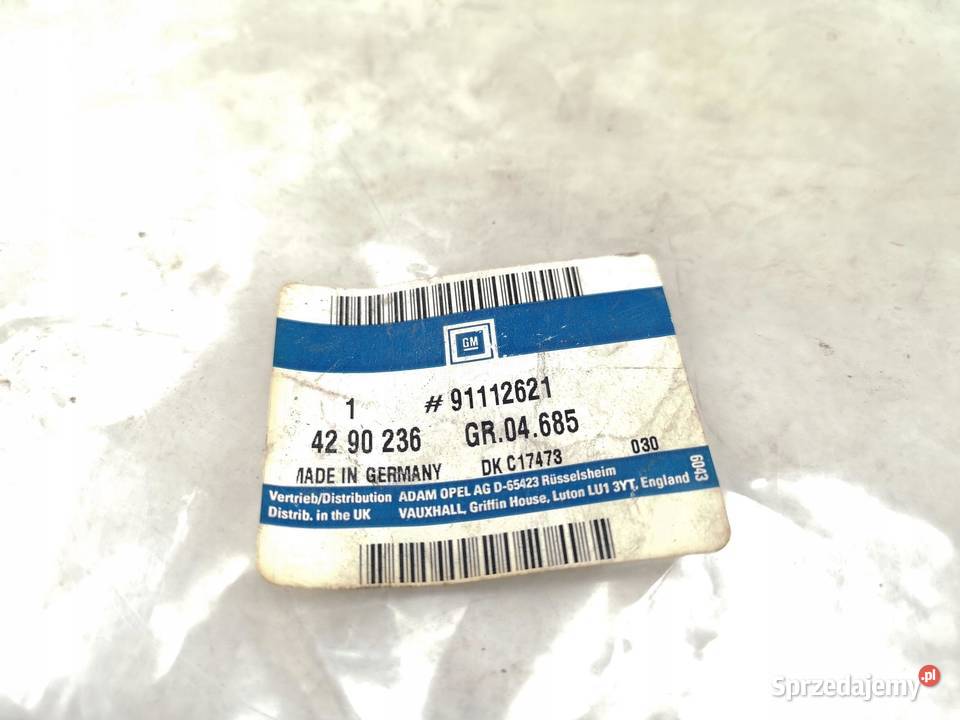 GM
1 # 91112621
42 90 236 GR.04.685
MADE IN GERMANY DK C17473 030
Vertrieb/Distribution ADAM OPEL AG D-65423 Rüsselsheim
Distrib. in the UK VAUXHALL, Griffin House, Luton LU1 3YT, England
6043
Sprzedajemy.pl